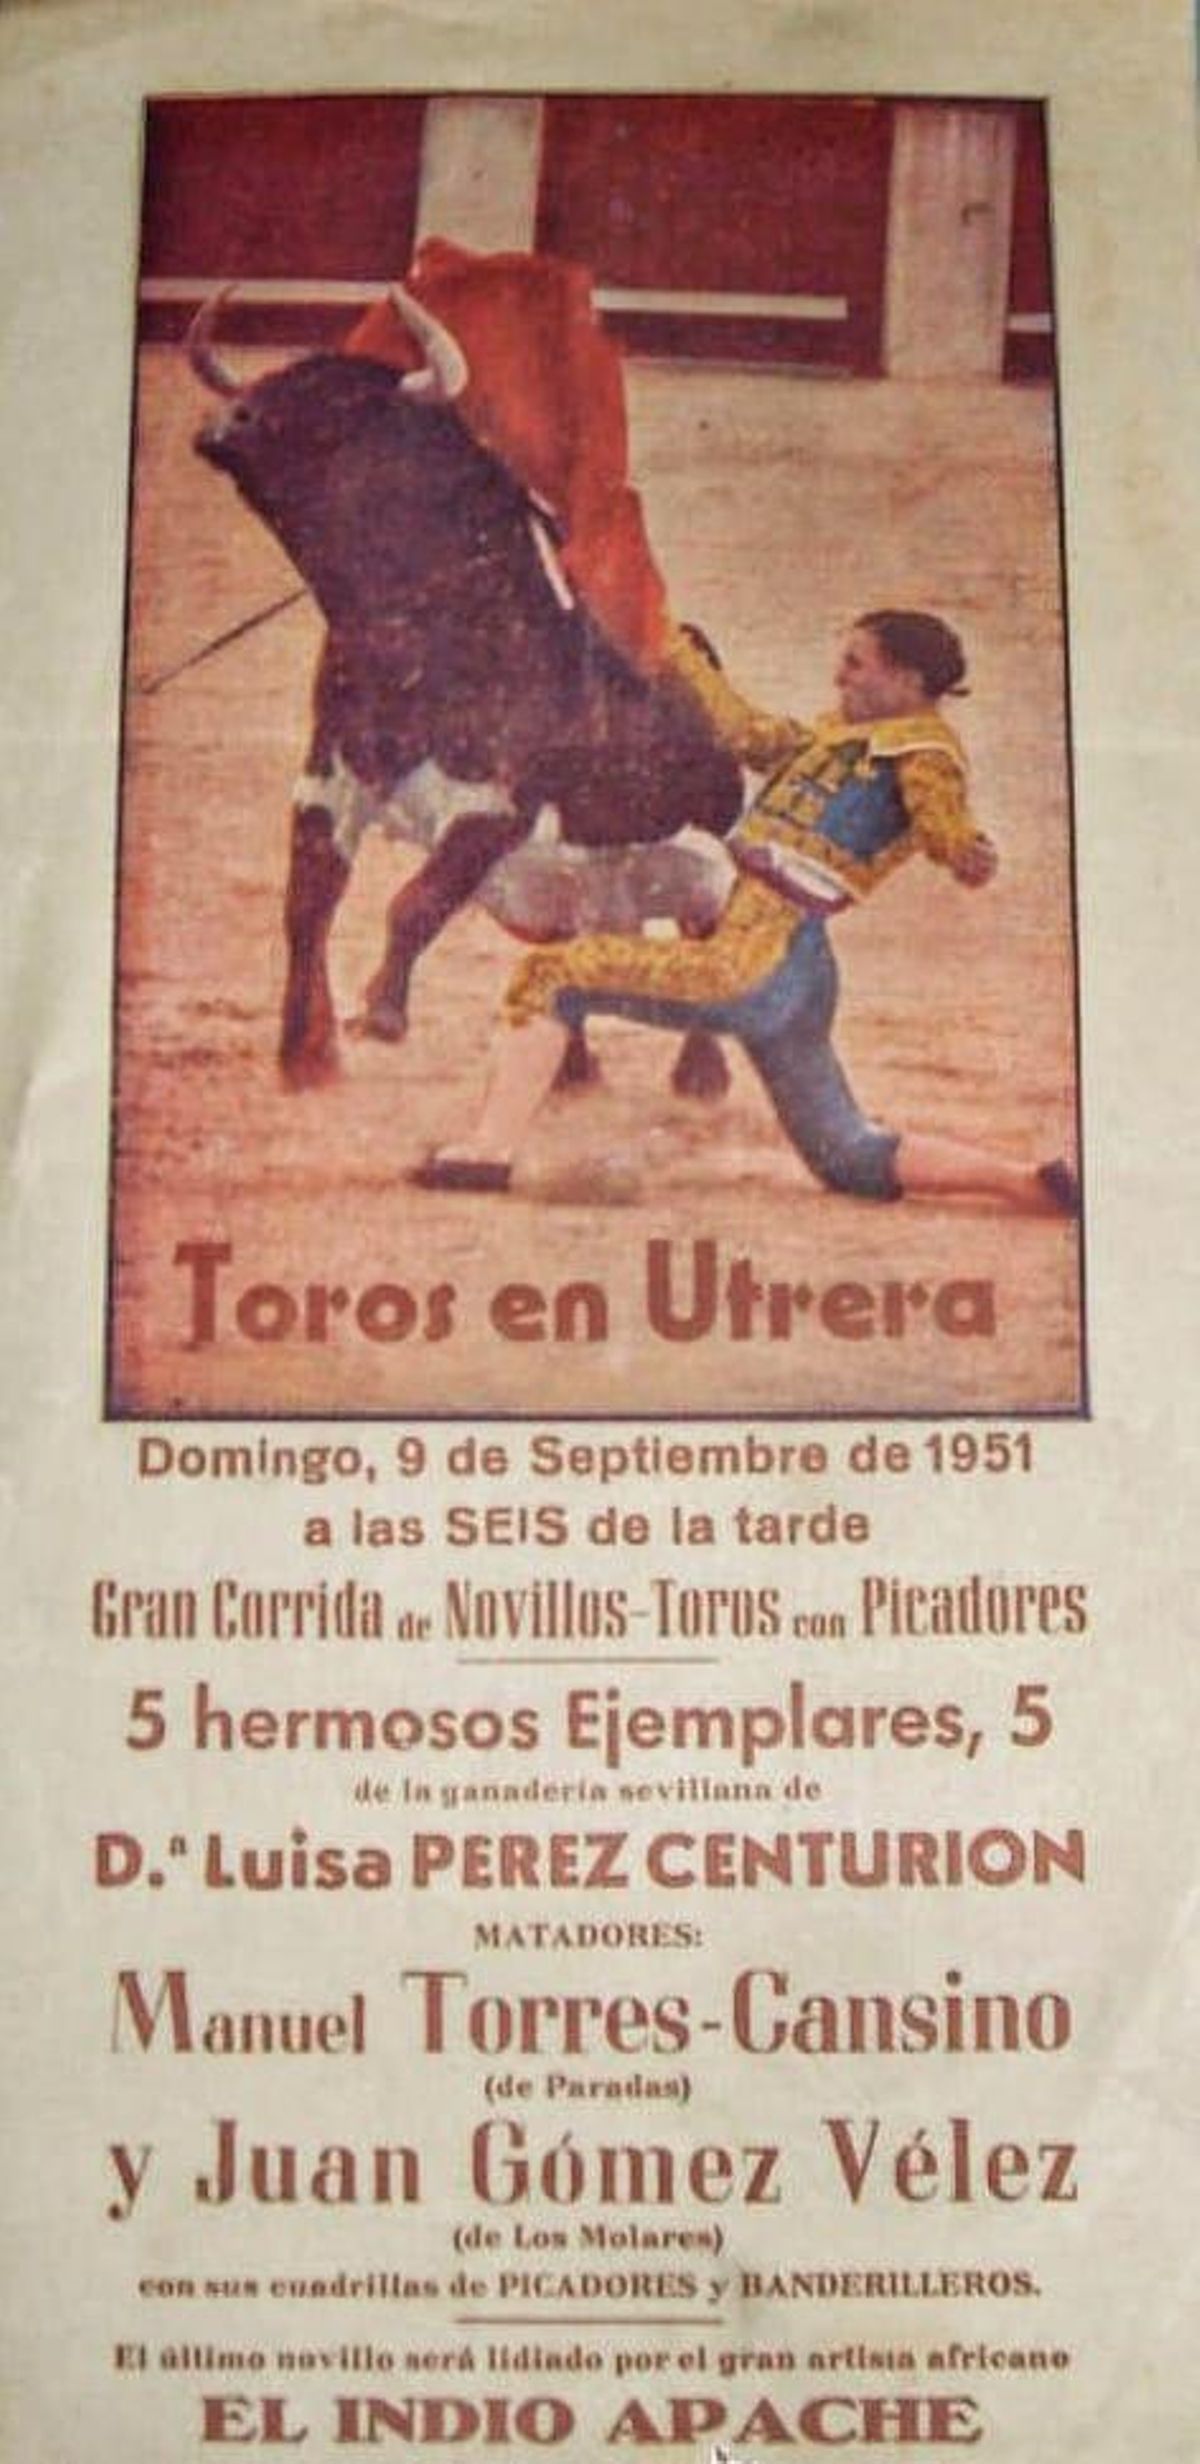 Toros en Utrera
Domingo, 9 de Septiembre de 1951
a las SEIS de la tarde
Gran Corrida de Novillos-Toros con Picadores
5 hermosos Ejemplares, 5
de la ganadería sevillana de
D.ª Luisa PEREZ CENTURION
MATADORES:
Manuel Torres-Cansino
(de Paradas)
y Juan Gómez Vélez
(de Los Molares)
con sus cuadrillas de PICADORES y BANDERILLEROS.
El último novillo será lidiado por el gran artista africano
EL INDIO APACHE